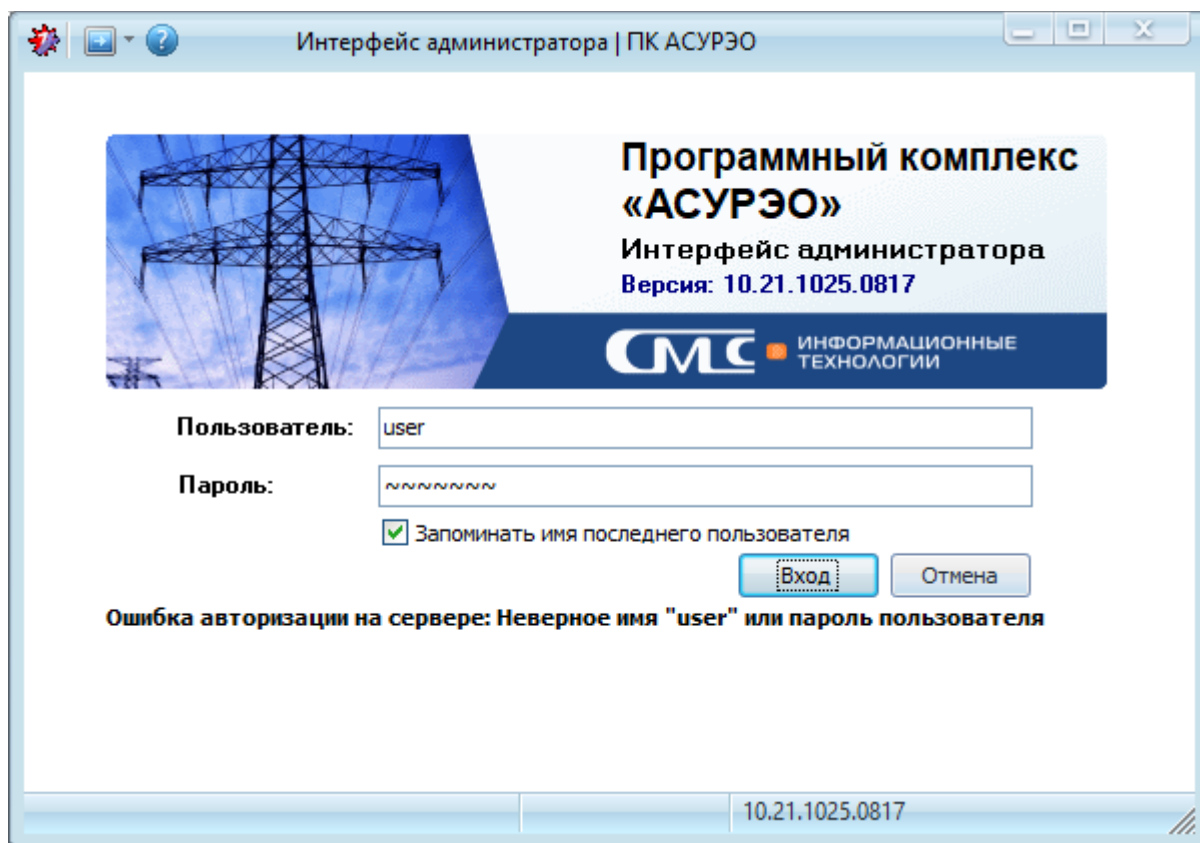 Интерфейс администратора | ПК АСУРЭО
Программный комплекс
«АСУРЭО»
Интерфейс администратора
Версия: 10.21.1025.0817
СМС ИНФОРМАЦИОННЫЕ
ТЕХНОЛОГИИ
Пользователь: user
Пароль: ~~~~~~~
Запоминать имя последнего пользователя
Вход Отмена
Ошибка авторизации на сервере: Неверное имя "user" или пароль пользователя
10.21.1025.0817